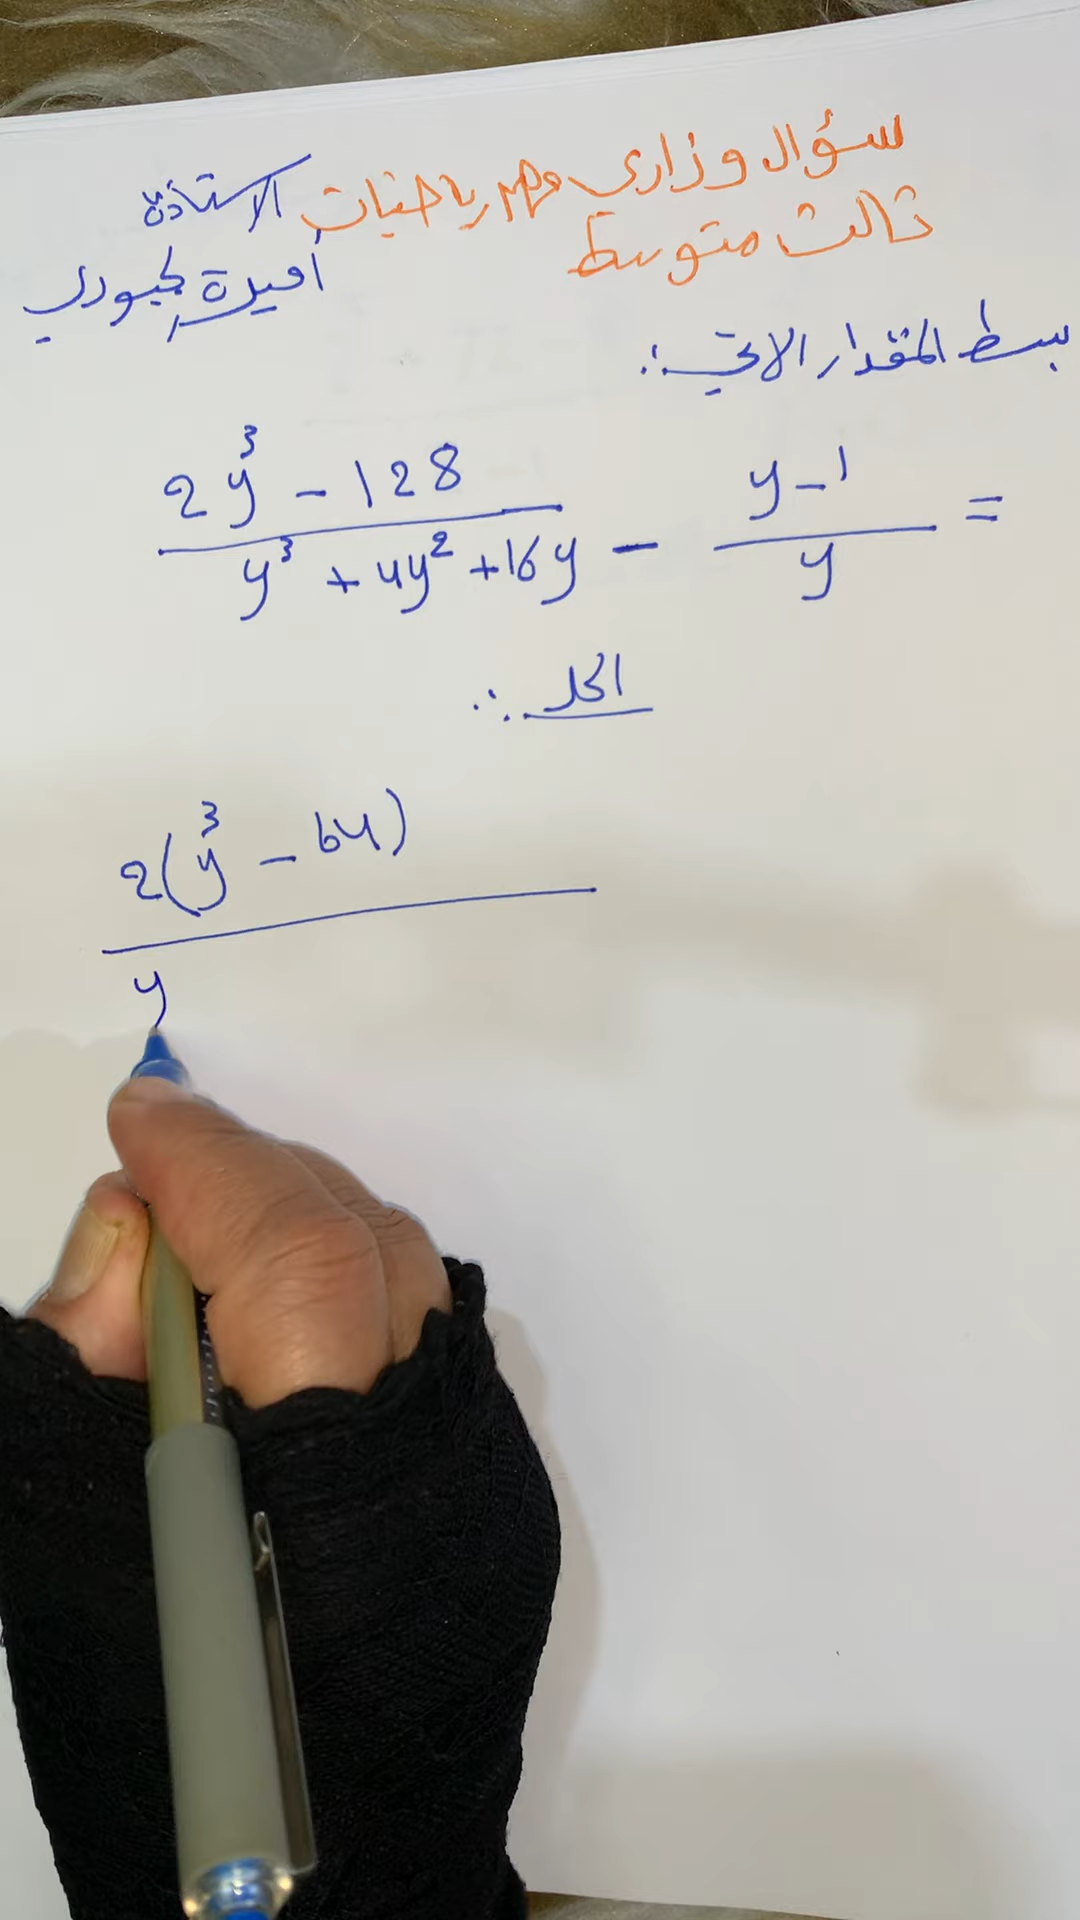 سؤال وزاري مهم رياضيات الاستاذة
ثالث متوسط أميرة الجبوري
بسط المقدار الاتي:.
2y³ - 128 / y³ + 4y² + 16y - y - 1 / y =
الحل:.
2(y³ - 64)
y